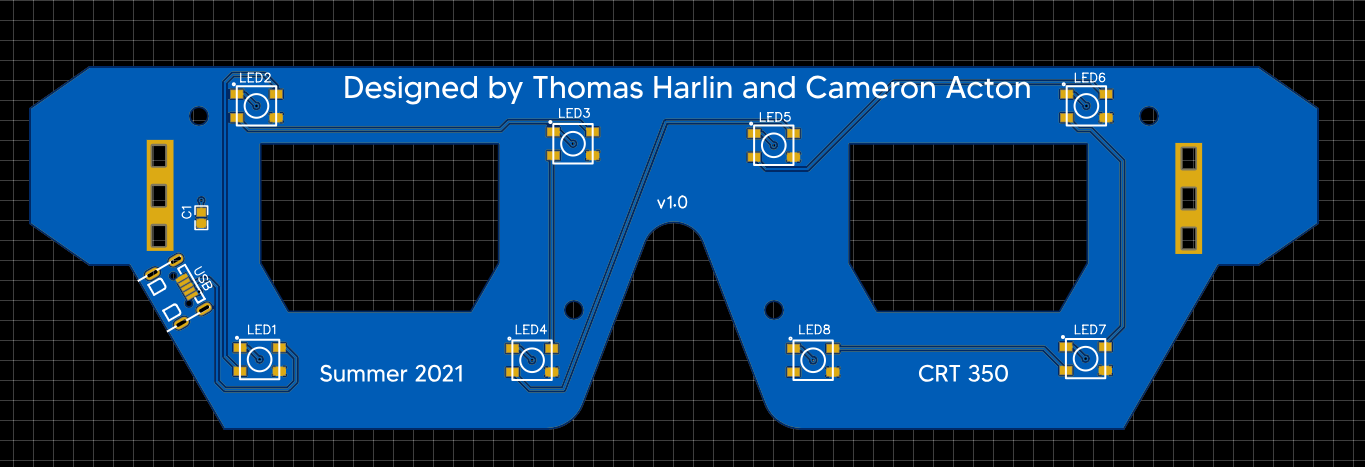 Designed by Thomas Harlin and Cameron Acton
LED2
LED3
LED5
LED6
C1
v1.0
USB
LED1
LED4
LED8
LED7
Summer 2021
CRT 350